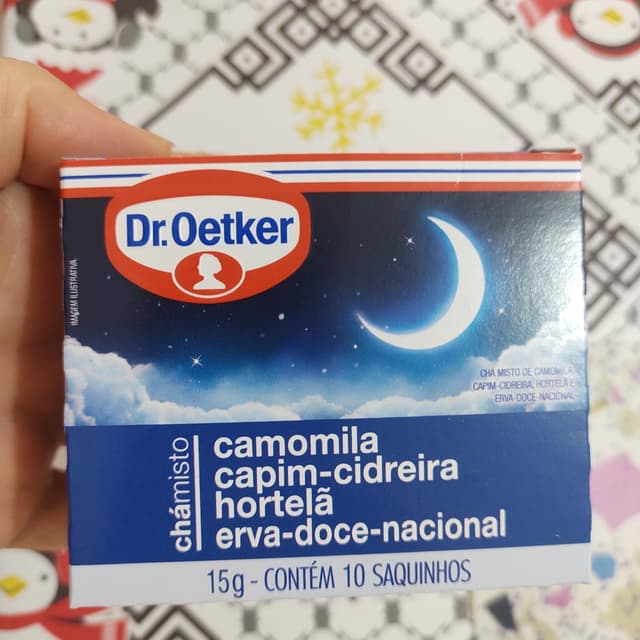 Dr.Oetker
IMAGEM ILUSTRATIVA.
CHÁ MISTO DE CAMOMILA,
CAPIM-CIDREIRA, HORTELÃ E
ERVA-DOCE-NACIONAL
chámisto
camomila
capim-cidreira
hortelã
erva-doce-nacional
15g - CONTÉM 10 SAQUINHOS